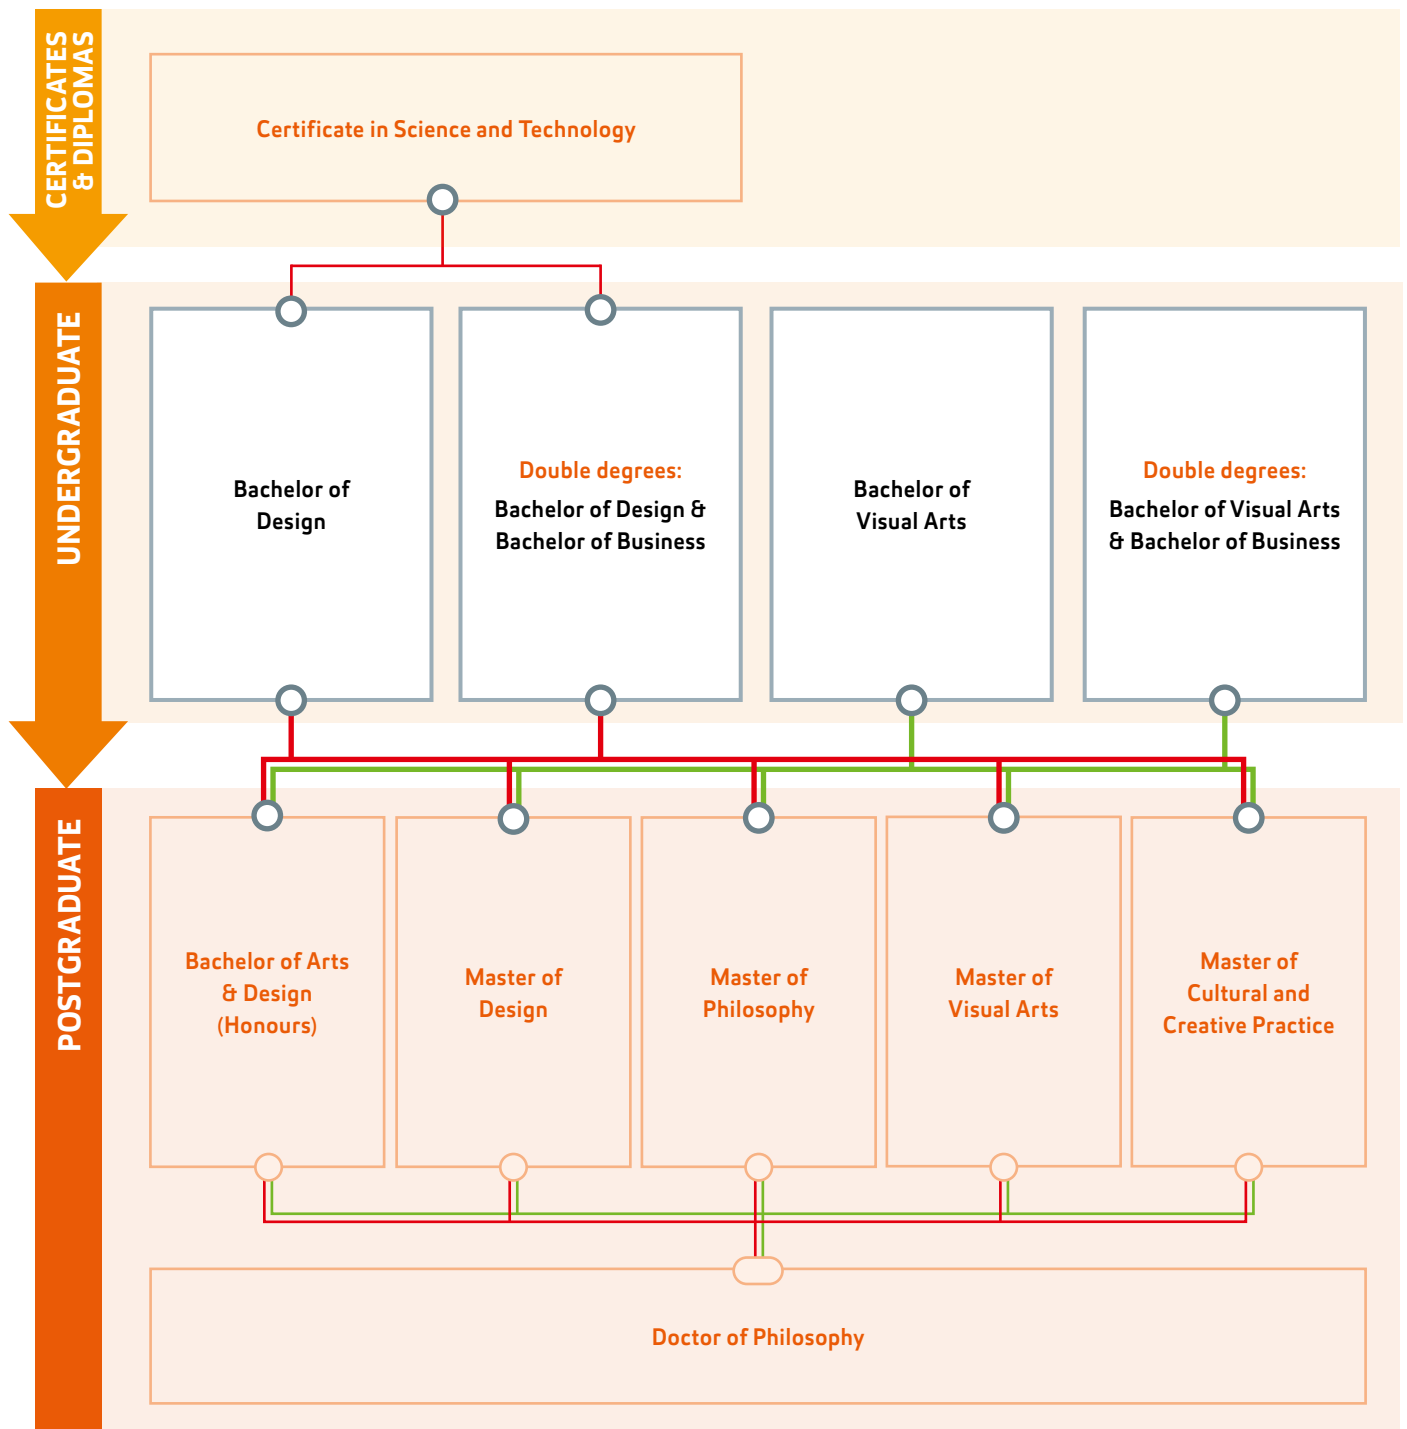 CERTIFICATES
& DIPLOMAS
Certificate in Science and Technology
UNDERGRADUATE
Bachelor of
Design
Double degrees:
Bachelor of Design &
Bachelor of Business
Bachelor of
Visual Arts
Double degrees:
Bachelor of Visual Arts
& Bachelor of Business
POSTGRADUATE
Bachelor of Arts
& Design
(Honours)
Master of
Design
Master of
Philosophy
Master of
Visual Arts
Master of
Cultural and
Creative Practice
Doctor of Philosophy